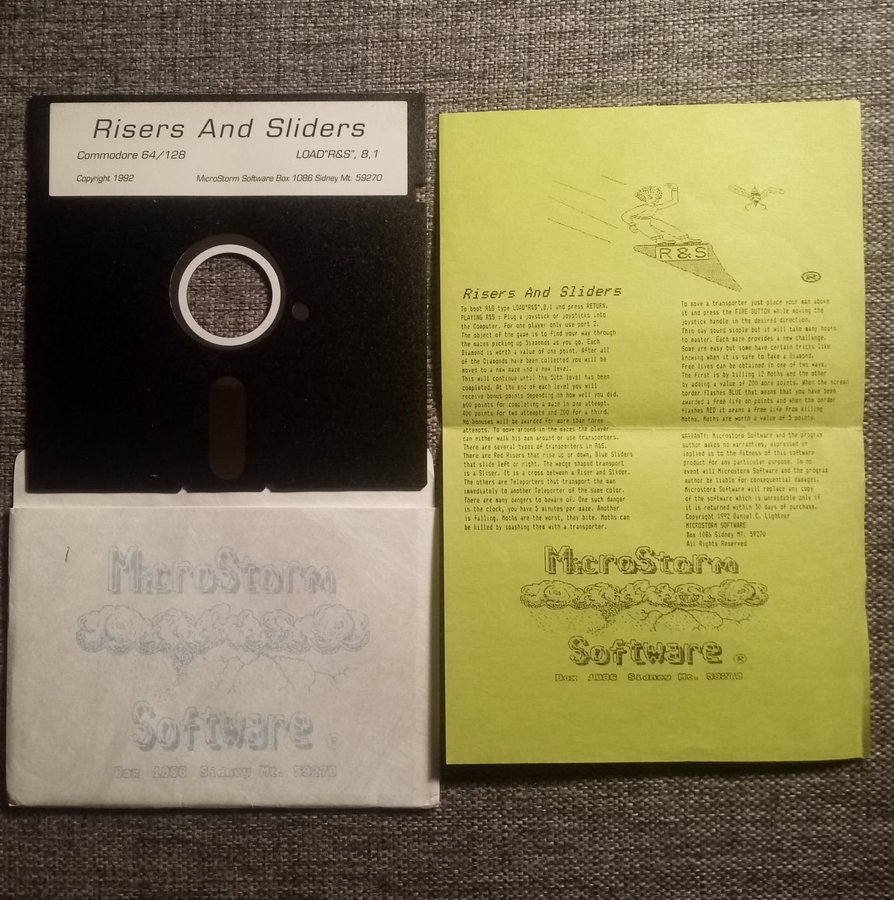 Risers And Sliders
Commodore 64/128 LOAD"R&S", 8,1
Copyright 1992 MicroStorm Software Box 1086 Sidney Mt. 59270
MicroStorm
Software ®
Box 1086 Sidney Mt. 59270
R & S
®
Risers And Sliders
To boot R&S type LOAD"R&S",8,1 and press RETURN.
PLAYING R&S : Plug a joystick or joysticks into
the Computer. For one player only use port 2.
The object of the game is to find your way through
the mazes picking up Diamonds as you go. Each
Diamond is worth a value of one point. After all
of the Diamonds have been collected you will be
moved to a new maze and a new level.
This will continue until the 50th level has been
completed. At the end of each level you will
receive bonus points depending on how well you did.
600 points for completing a maze in one attempt.
400 points for two attempts and 200 for a third.
No bonuses will be awarded for more than three
attempts. To move around in the mazes the player
can either walk his man around or use transporters.
There are several types of transporters in R&S.
There are Red Risers that rise up or down, Blue Sliders
that slide left or right. The wedge shaped transport
is a Sliser. It is a cross between a Riser and Slider.
The others are Teleporters that transport the man
immediately to another Teleporter of the same color.
There are many dangers to beware of. One such danger
is the clock, you have 5 minutes per maze. Another
is falling. Moths are the worst, they bite. Moths can
be killed by smashing them with a transporter.
To move a transporter just place your man above
it and press the FIRE BUTTON while moving the
joystick handle in the desired direction.
This may sound simple but it will take many hours
to master. Each maze provides a new challenge.
Some are easy but some have certain tricks like
knowing when it is safe to take a Diamond.
Free lives can be obtained in one of two ways.
The first is by killing 12 Moths and the other
by adding a value of 200 more points. When the screen
border flashes BLUE that means that you have been
awarded a free life on points and when the border
flashes RED it means a free life from killing
Moths. Moths are worth a value of 5 points.
WARRANTY: Microstorm Software and the program
author makes no warranties, expressed or
implied as to the fitness of this software
product for any particular purpose. In no
event will Microstorm Software and the program
author be liable for consequential damages.
Microstorm Software will replace any copy
of the software which is unreadable only if
it is returned within 30 days of purchase.
Copyright 1992 Daniel C. Lightner
MICROSTORM SOFTWARE
Box 1086 Sidney MT. 59270
All Rights Reserved
MicroStorm
Software ®
Box 1086 Sidney Mt. 59270